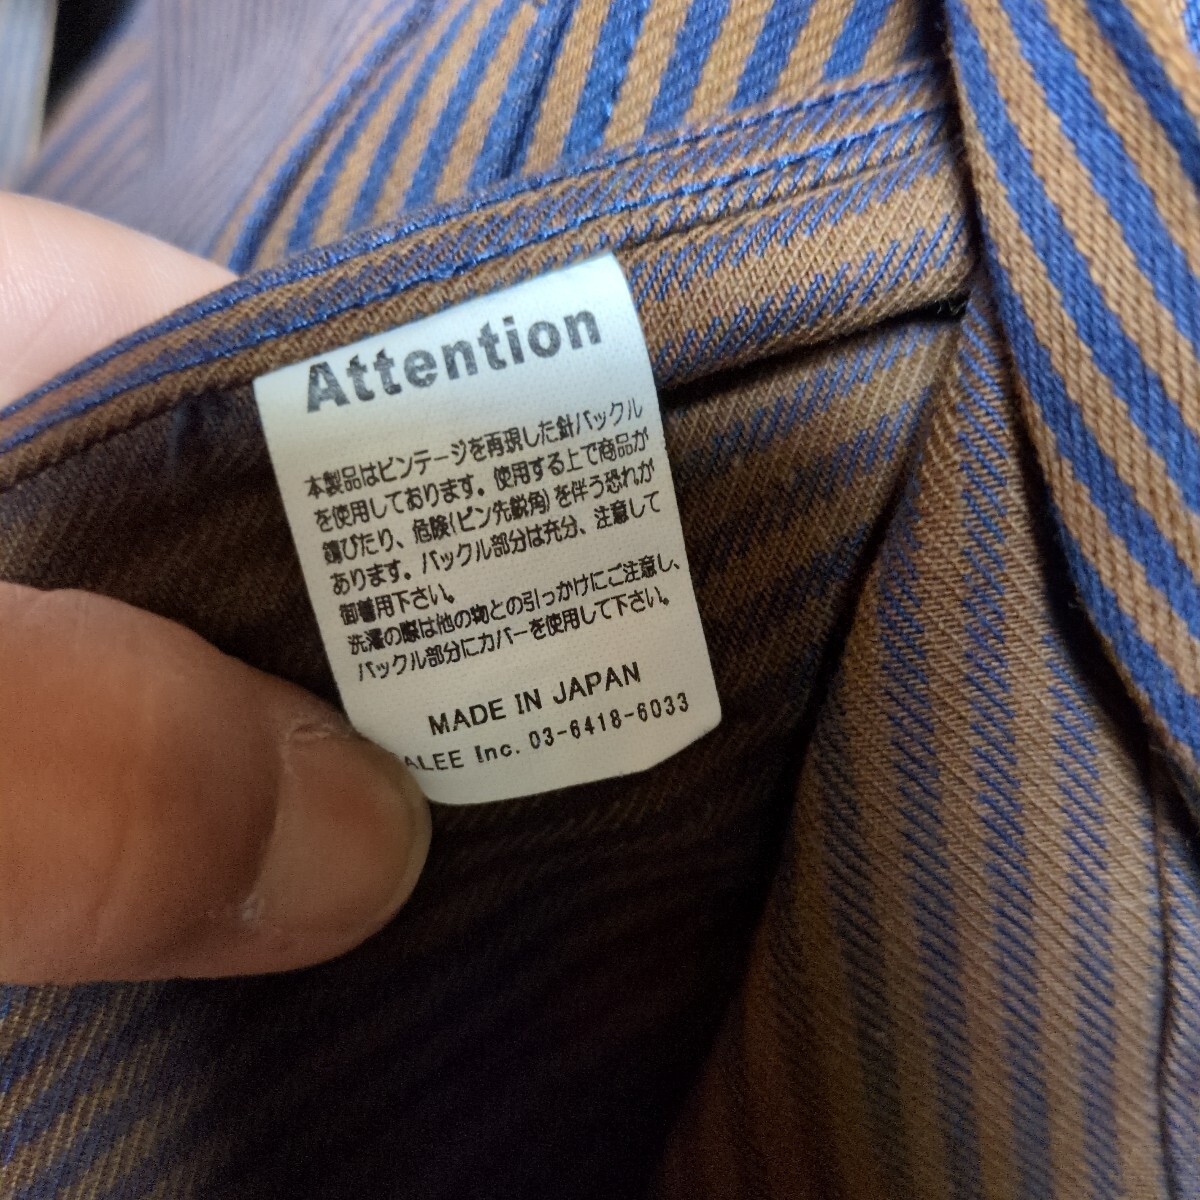 Attention
本製品はビンテージを再現した針バックル
を使用しております。使用する上で商品が
錆びたり、危険(ピン先鋭角)を伴う恐れが
あります。バックル部分は充分、注意して
御着用下さい。
洗濯の際は他の物との引っかけにご注意し、
バックル部分にカバーを使用して下さい。
MADE IN JAPAN
ALEE Inc. 03-6418-6033